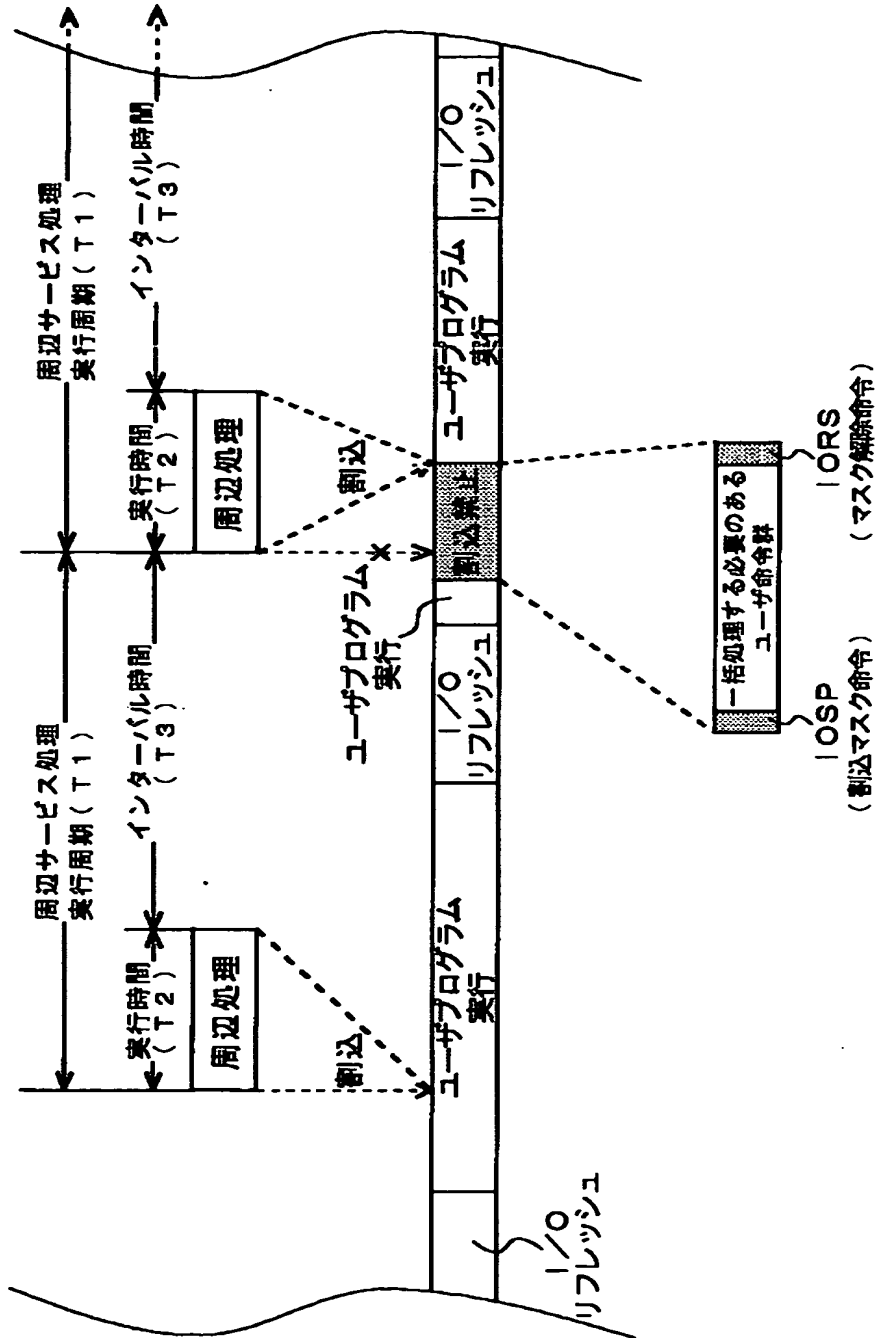 周辺サービス処理
実行周期(T1)
周辺サービス処理
実行周期(T1)
実行時間
(T2)
インターバル時間
(T3)
実行時間
(T2)
インターバル時間
(T3)
周辺処理
周辺処理
割込
割込
ユーザプログラム
実行
I/O
リフレッシュ
ユーザプログラム
実行
I/O
リフレッシュ
割込禁止
ユーザプログラム
実行
I/O
リフレッシュ
一括処理する必要のある
ユーザ命令群
IOSP
(割込マスク命令)
IORS
(マスク解除命令)